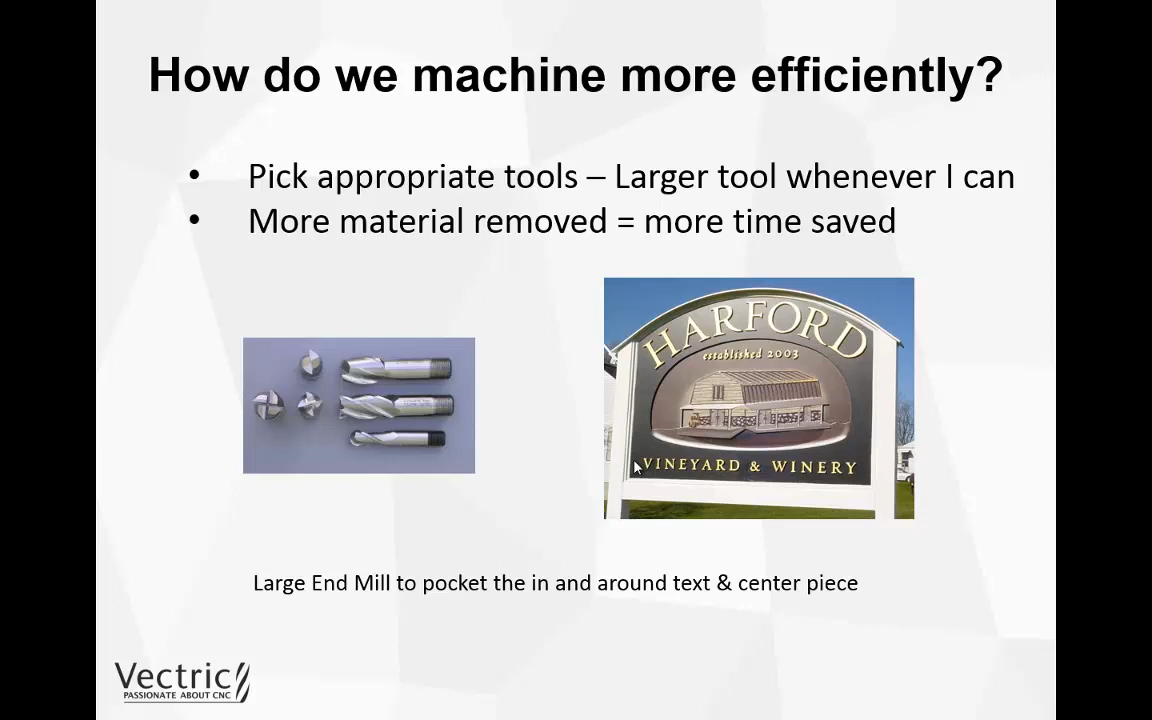 How do we machine more efficiently?
• Pick appropriate tools – Larger tool whenever I can
• More material removed = more time saved
HARFORD
established 2003
VINEYARD & WINERY
Large End Mill to pocket the in and around text & center piece
Vectric
PASSIONATE ABOUT CNC